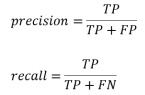 precision = TP / TP + FP
recall = TP / TP + FN